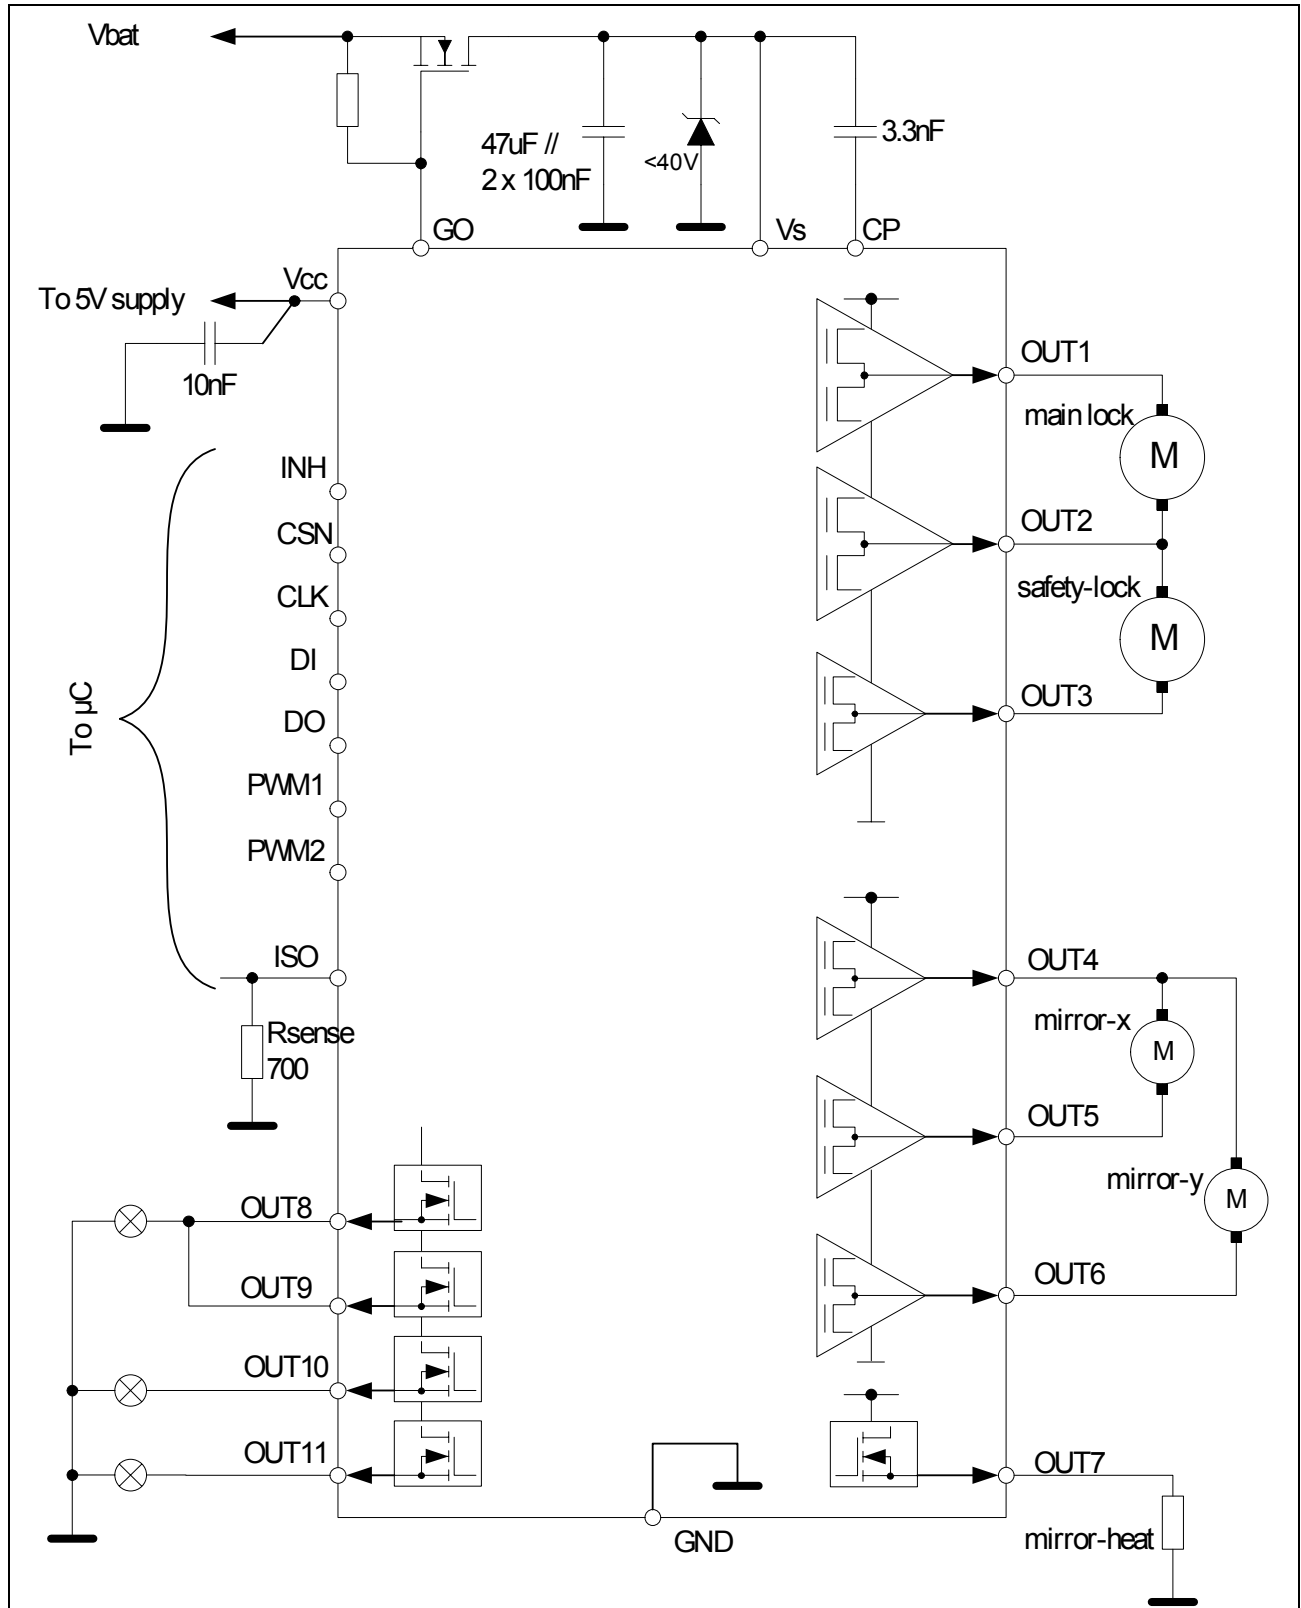 Vbat
47uF //
2 x 100nF
<40V
3.3nF
GO
Vs
CP
Vcc
To 5V supply
10nF
OUT1
main lock
M
INH
CSN
CLK
DI
DO
PWM1
PWM2
To µC
OUT2
safety-lock
M
OUT3
ISO
Rsense
700
OUT4
mirror-x
M
OUT5
mirror-y
M
OUT6
OUT8
OUT9
OUT10
OUT11
OUT7
mirror-heat
GND